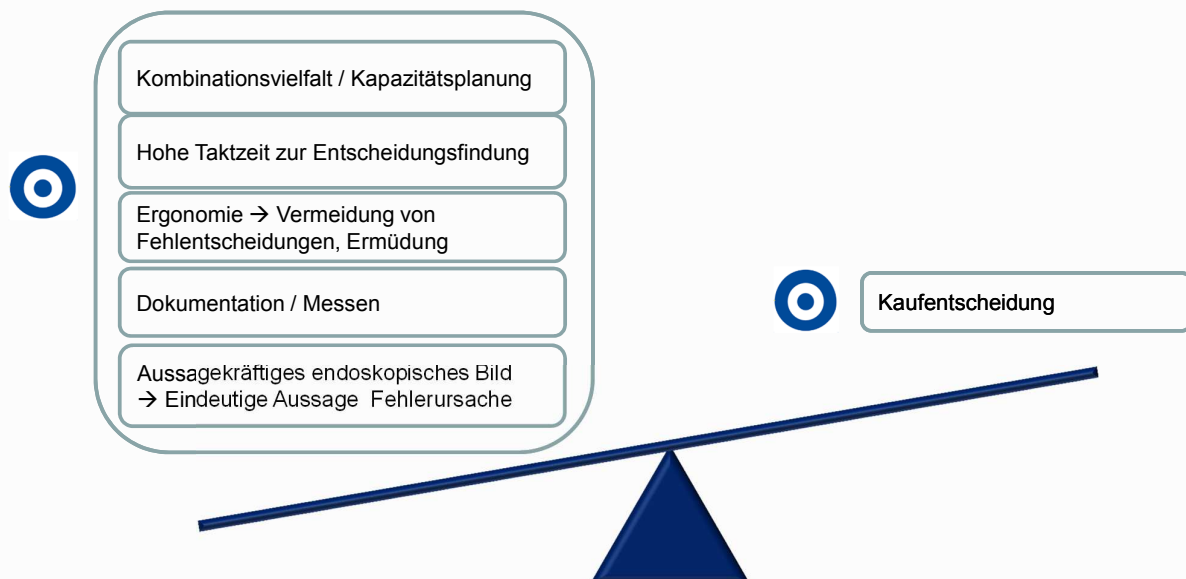 Kombinationsvielfalt / Kapazitätsplanung
Hohe Taktzeit zur Entscheidungsfindung
Ergonomie → Vermeidung von
Fehlentscheidungen, Ermüdung
Dokumentation / Messen
Aussagekräftiges endoskopisches Bild
→ Eindeutige Aussage Fehlerursache
Kaufentscheidung